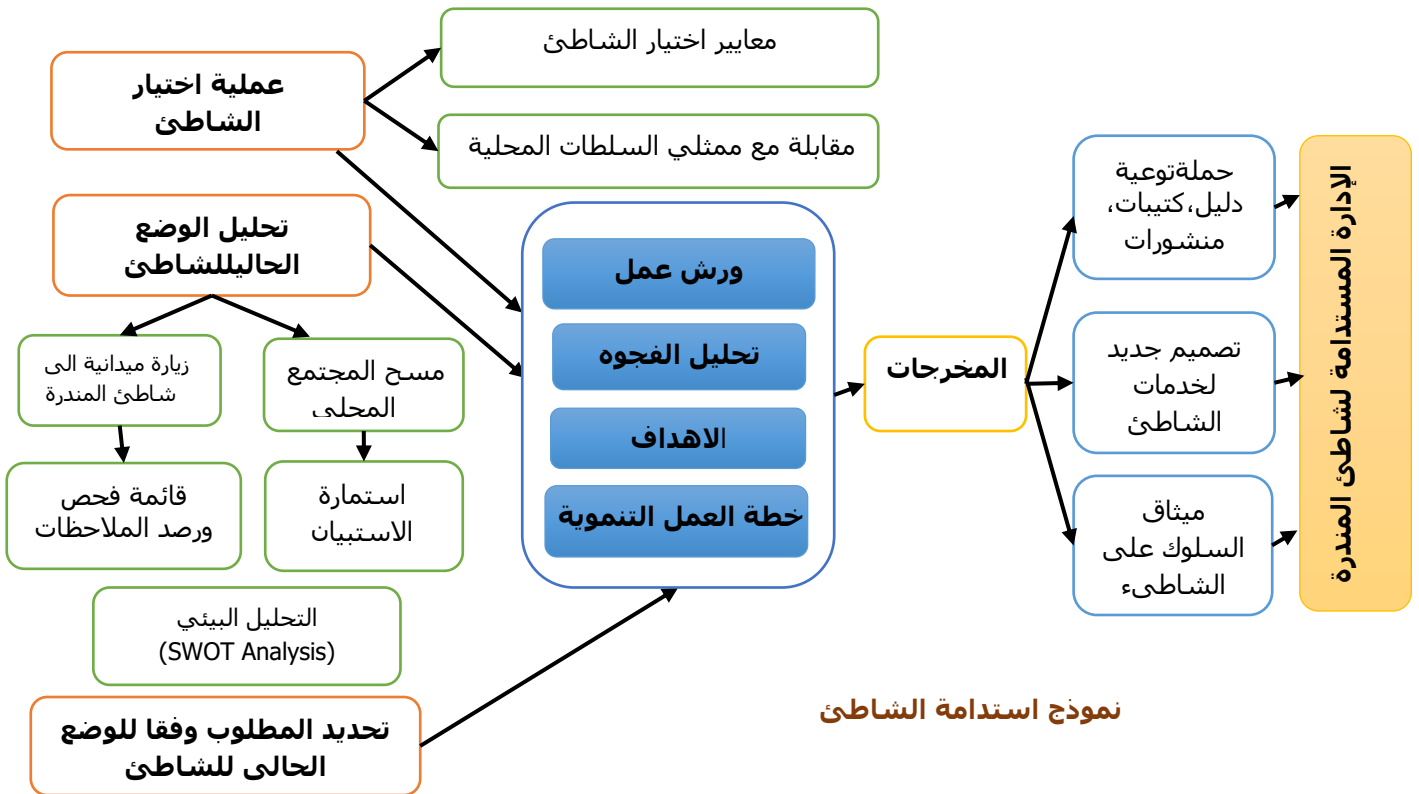 معايير اختيار الشاطئ
عملية اختيار
الشاطئ
مقابلة مع ممثلي السلطات المحلية
تحليل الوضع
الحاليللشاطئ
زيارة ميدانية الى
شاطئ المندرة
مسح المجتمع
المحلي
قائمة فحص
ورصد الملاحظات
استمارة
الاستبيان
التحليل البيئي
(SWOT Analysis)
تحديد المطلوب وفقا للوضع
الحالى للشاطئ
ورش عمل
تحليل الفجوه
الاهداف
خطة العمل التنموية
المخرجات
حملةتوعية
دليل،كتيبات،
منشورات
تصميم جديد
لخدمات
الشاطئ
ميثاق
السلوك على
الشاطىء
الإدارة المستدامة لشاطئ المندرة
نموذج استدامة الشاطئ